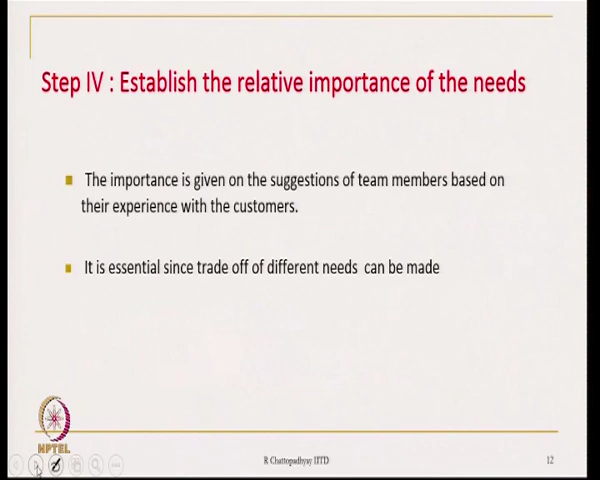 Step IV : Establish the relative importance of the needs
The importance is given on the suggestions of team members based on
their experience with the customers.
It is essential since trade off of different needs can be made
NPTEL
R Chattopadhyay IITD
12